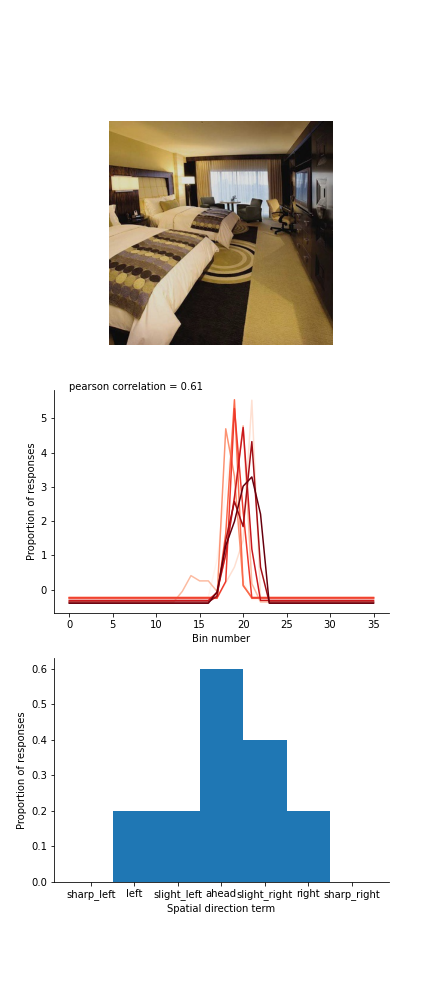 pearson correlation = 0.61
Proportion of responses
5
4
3
2
1
0
0 5 10 15 20 25 30 35
Bin number
Proportion of responses
0.6
0.5
0.4
0.3
0.2
0.1
0.0
sharp_left left slight_left ahead slight_right right sharp_right
Spatial direction term